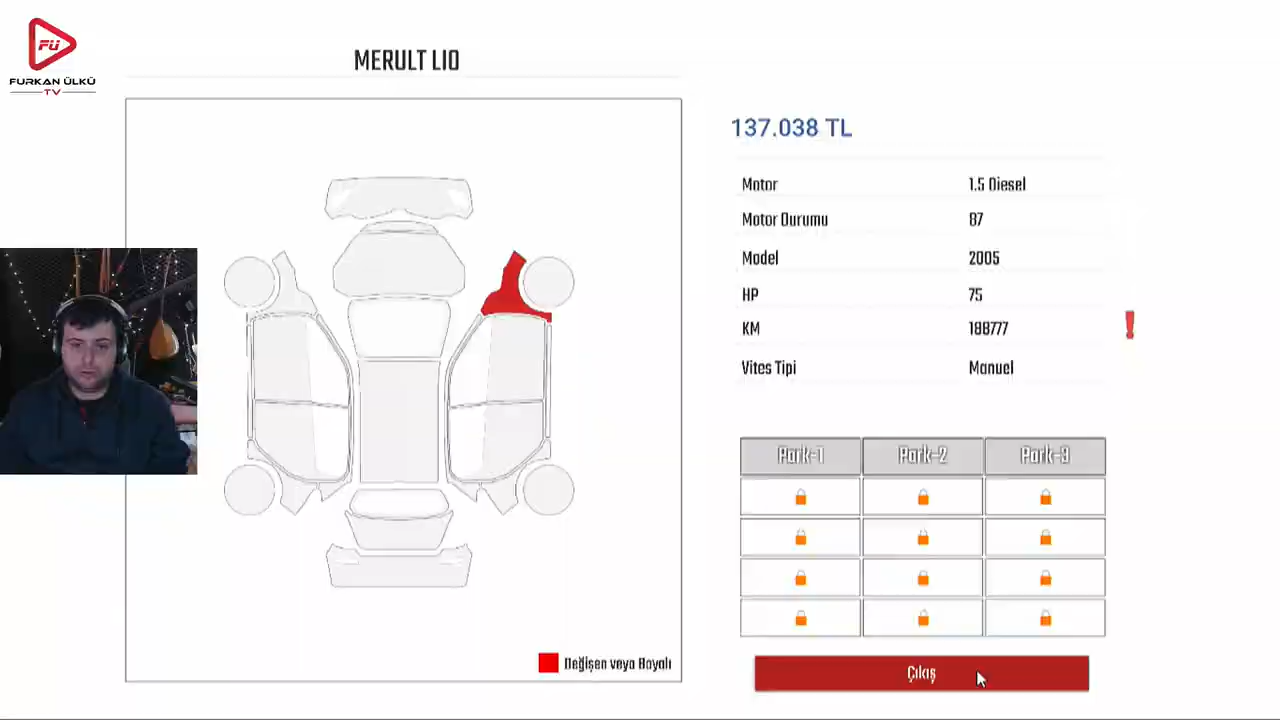 FU
FURKAN ÜLKÜ
TV
MERULT LIO
137.038 TL
Motor 1.5 Diesel
Motor Durumu 87
Model 2005
HP 75
KM 188777
Vites Tipi Manuel
Park-1 Park-2 Park-3
Değişen veya Boyalı
Çıkış